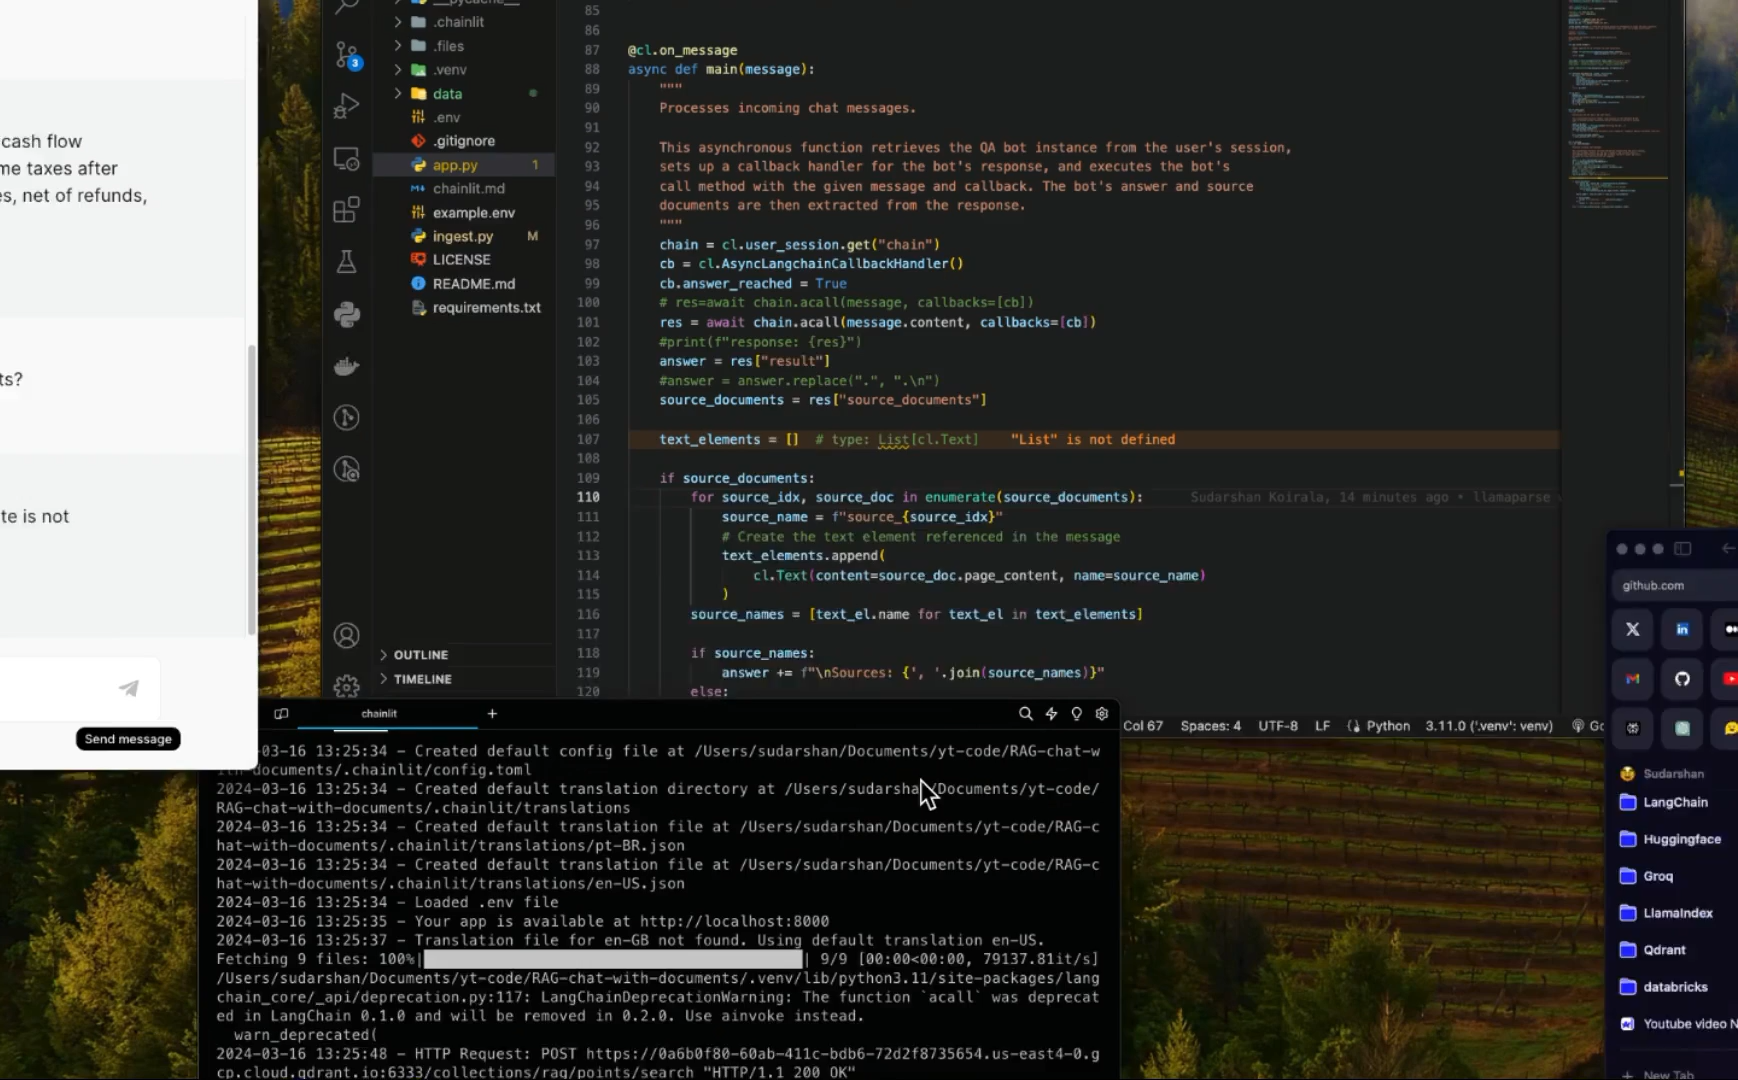 cash flow
me taxes after
es, net of refunds,
ts?
te is not
Send message
3
__pycache__
.chainlit
.files
.venv
data
.env
.gitignore
app.py 1
chainlit.md
example.env
ingest.py M
LICENSE
README.md
requirements.txt
OUTLINE
TIMELINE
85
86
87 @cl.on_message
88 async def main(message):
89 """
90 Processes incoming chat messages.
91
92 This asynchronous function retrieves the QA bot instance from the user's session,
93 sets up a callback handler for the bot's response, and executes the bot's
94 call method with the given message and callback. The bot's answer and source
95 documents are then extracted from the response.
96 """
97 chain = cl.user_session.get("chain")
98 cb = cl.AsyncLangchainCallbackHandler()
99 cb.answer_reached = True
100 # res=await chain.acall(message, callbacks=[cb])
101 res = await chain.acall(message.content, callbacks=[cb])
102 #print(f"response: {res}")
103 answer = res["result"]
104 #answer = answer.replace(".", ".\n")
105 source_documents = res["source_documents"]
106
107 text_elements = [] # type: List[cl.Text] "List" is not defined
108
109 if source_documents:
110 for source_idx, source_doc in enumerate(source_documents): Sudarshan Koirala, 14 minutes ago • llamaparse
111 source_name = f"source_{source_idx}"
112 # Create the text element referenced in the message
113 text_elements.append(
114 cl.Text(content=source_doc.page_content, name=source_name)
115 )
116 source_names = [text_el.name for text_el in text_elements]
117
118 if source_names:
119 answer += f"\nSources: {', '.join(source_names)}"
120 else:
Col 67 Spaces: 4 UTF-8 LF Python 3.11.0 ('.venv': venv) Go
chainlit +
2024-03-16 13:25:34 - Created default config file at /Users/sudarshan/Documents/yt-code/RAG-chat-w
ith-documents/.chainlit/config.toml
2024-03-16 13:25:34 - Created default translation directory at /Users/sudarshan/Documents/yt-code/
RAG-chat-with-documents/.chainlit/translations
2024-03-16 13:25:34 - Created default translation file at /Users/sudarshan/Documents/yt-code/RAG-c
hat-with-documents/.chainlit/translations/pt-BR.json
2024-03-16 13:25:34 - Created default translation file at /Users/sudarshan/Documents/yt-code/RAG-c
hat-with-documents/.chainlit/translations/en-US.json
2024-03-16 13:25:34 - Loaded .env file
2024-03-16 13:25:35 - Your app is available at http://localhost:8000
2024-03-16 13:25:37 - Translation file for en-GB not found. Using default translation en-US.
Fetching 9 files: 100%| | 9/9 [00:00<00:00, 79137.81it/s]
/Users/sudarshan/Documents/yt-code/RAG-chat-with-documents/.venv/lib/python3.11/site-packages/lang
chain_core/_api/deprecation.py:117: LangChainDeprecationWarning: The function `acall` was deprecat
ed in LangChain 0.1.0 and will be removed in 0.2.0. Use ainvoke instead.
warn_deprecated(
2024-03-16 13:25:48 - HTTP Request: POST https://0a6b0f80-60ab-411c-bdb6-72d2f8735654.us-east4-0.g
cp.cloud.qdrant.io:6333/collections/rag/points/search "HTTP/1.1 200 OK"
github.com
Sudarshan
LangChain
Huggingface
Groq
LlamaIndex
Qdrant
databricks
Youtube video N
New Tab